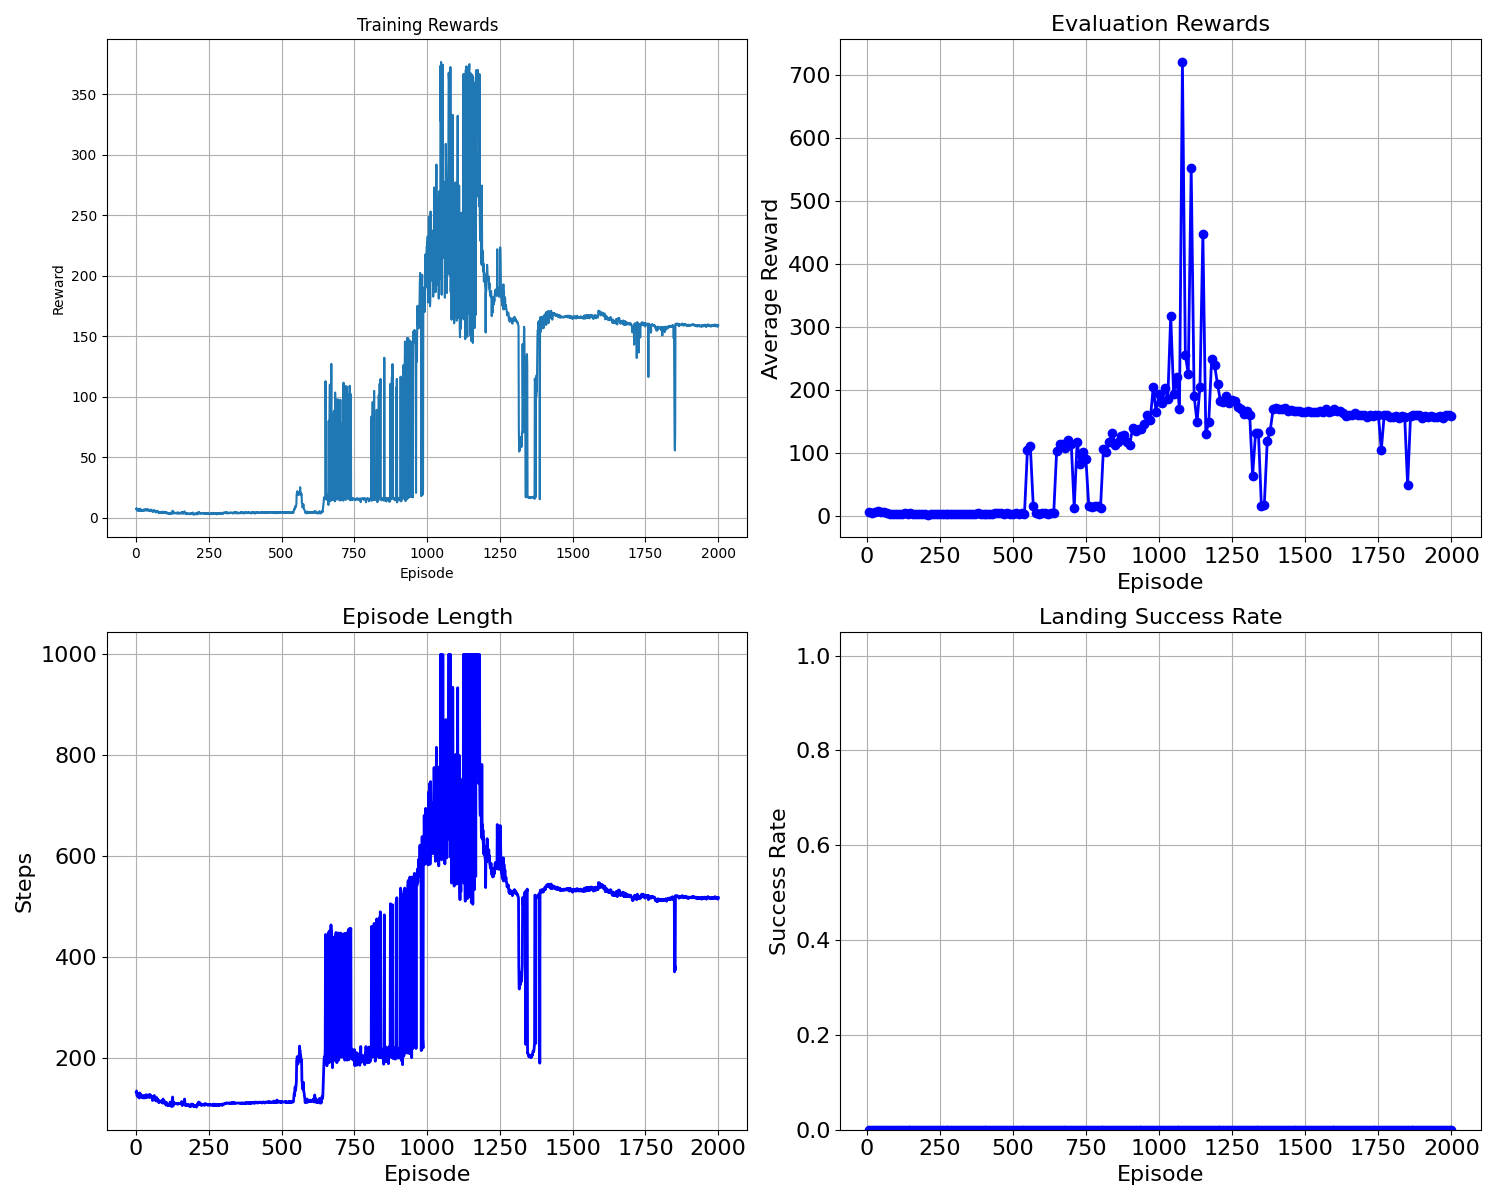 Training Rewards
Reward
350
300
250
200
150
100
50
0
0 250 500 750 1000 1250 1500 1750 2000
Episode
Evaluation Rewards
Average Reward
700
600
500
400
300
200
100
0
0 250 500 750 1000 1250 1500 1750 2000
Episode
Episode Length
Steps
1000
800
600
400
200
0 250 500 750 1000 1250 1500 1750 2000
Episode
Landing Success Rate
Success Rate
1.0
0.8
0.6
0.4
0.2
0.0
0 250 500 750 1000 1250 1500 1750 2000
Episode